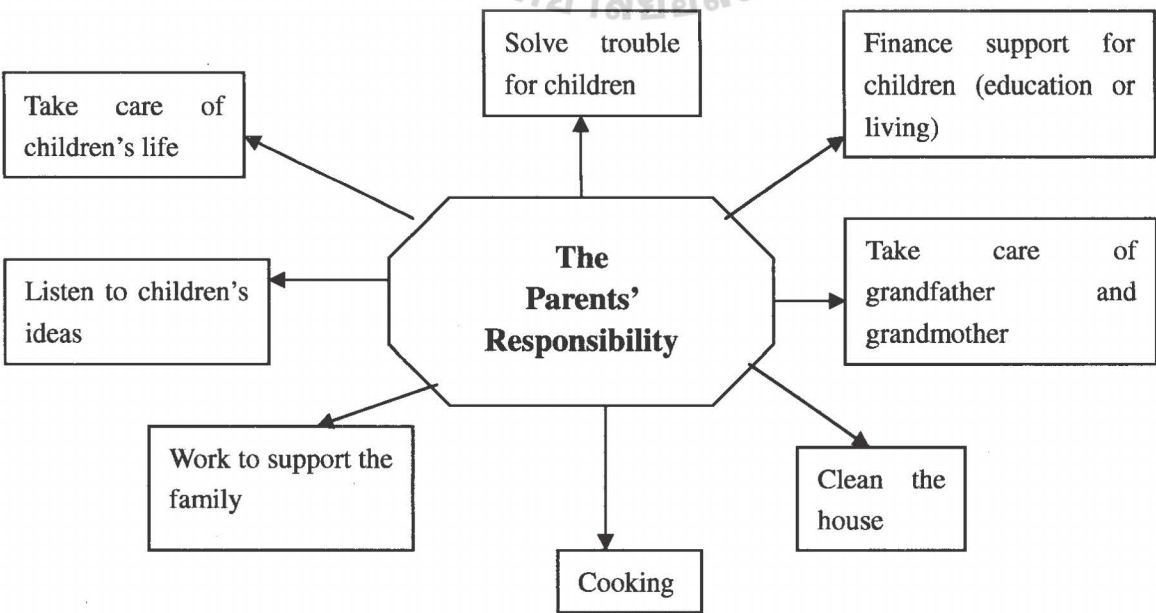 Solve trouble
for children
Finance support for
children (education or
living)
Take care of
children's life
The
Parents'
Responsibility
Take care of
grandfather and
grandmother
Listen to children's
ideas
Work to support the
family
Clean the
house
Cooking